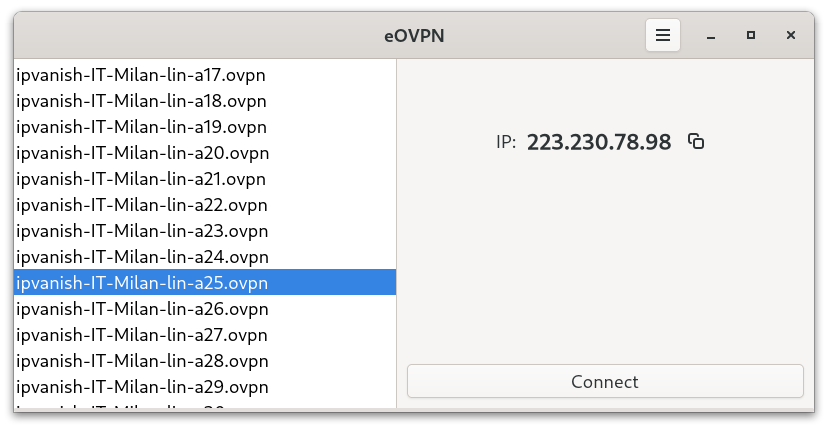 eOVPN
ipvanish-IT-Milan-lin-a17.ovpn
ipvanish-IT-Milan-lin-a18.ovpn
ipvanish-IT-Milan-lin-a19.ovpn
ipvanish-IT-Milan-lin-a20.ovpn
ipvanish-IT-Milan-lin-a21.ovpn
ipvanish-IT-Milan-lin-a22.ovpn
ipvanish-IT-Milan-lin-a23.ovpn
ipvanish-IT-Milan-lin-a24.ovpn
ipvanish-IT-Milan-lin-a25.ovpn
ipvanish-IT-Milan-lin-a26.ovpn
ipvanish-IT-Milan-lin-a27.ovpn
ipvanish-IT-Milan-lin-a28.ovpn
ipvanish-IT-Milan-lin-a29.ovpn
IP: 223.230.78.98
Connect